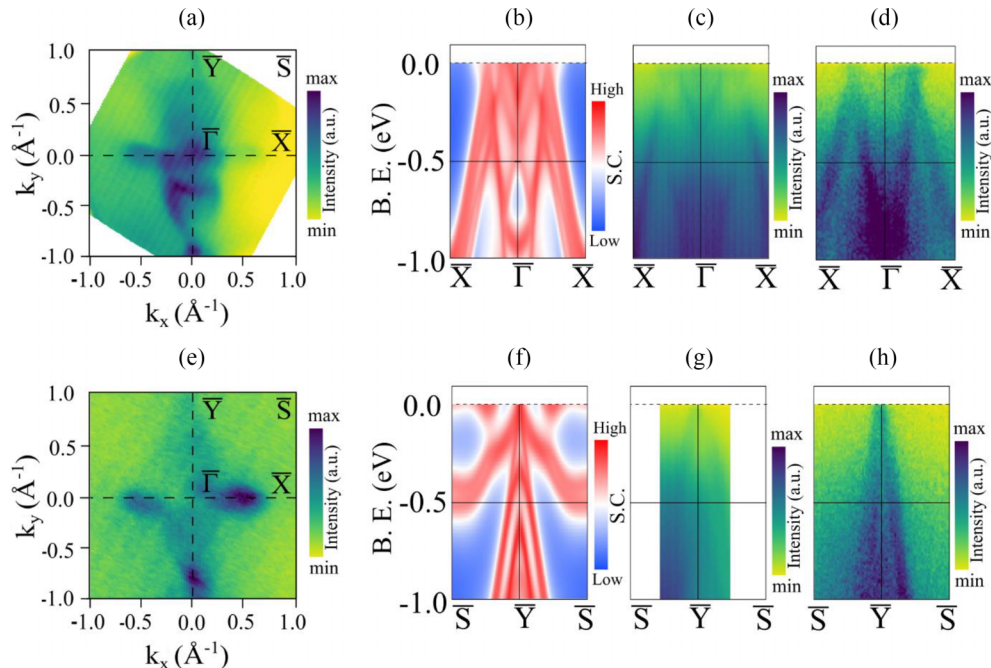 (a) (b) (c) (d)
1.0
0.5
0.0
-0.5
-1.0
k_y (Å⁻¹)
Y̅ S̅
Γ̅ X̅
-1.0 -0.5 0.0 0.5 1.0
k_x (Å⁻¹)
max
Intensity (a.u.)
min
B. E. (eV)
0.0
-0.5
-1.0
X̅ Γ̅ X̅
High
S.C.
Low
X̅ Γ̅ X̅
max
Intensity (a.u.)
min
X̅ Γ̅ X̅
max
Intensity (a.u.)
min
(e) (f) (g) (h)
1.0
0.5
0.0
-0.5
-1.0
k_y (Å⁻¹)
Y̅ S̅
Γ̅ X̅
-1.0 -0.5 0.0 0.5 1.0
k_x (Å⁻¹)
max
Intensity (a.u.)
min
B. E. (eV)
0.0
-0.5
-1.0
S̅ Y̅ S̅
High
S.C.
Low
S̅ Y̅ S̅
max
Intensity (a.u.)
min
S̅ Y̅ S̅
max
Intensity (a.u.)
min